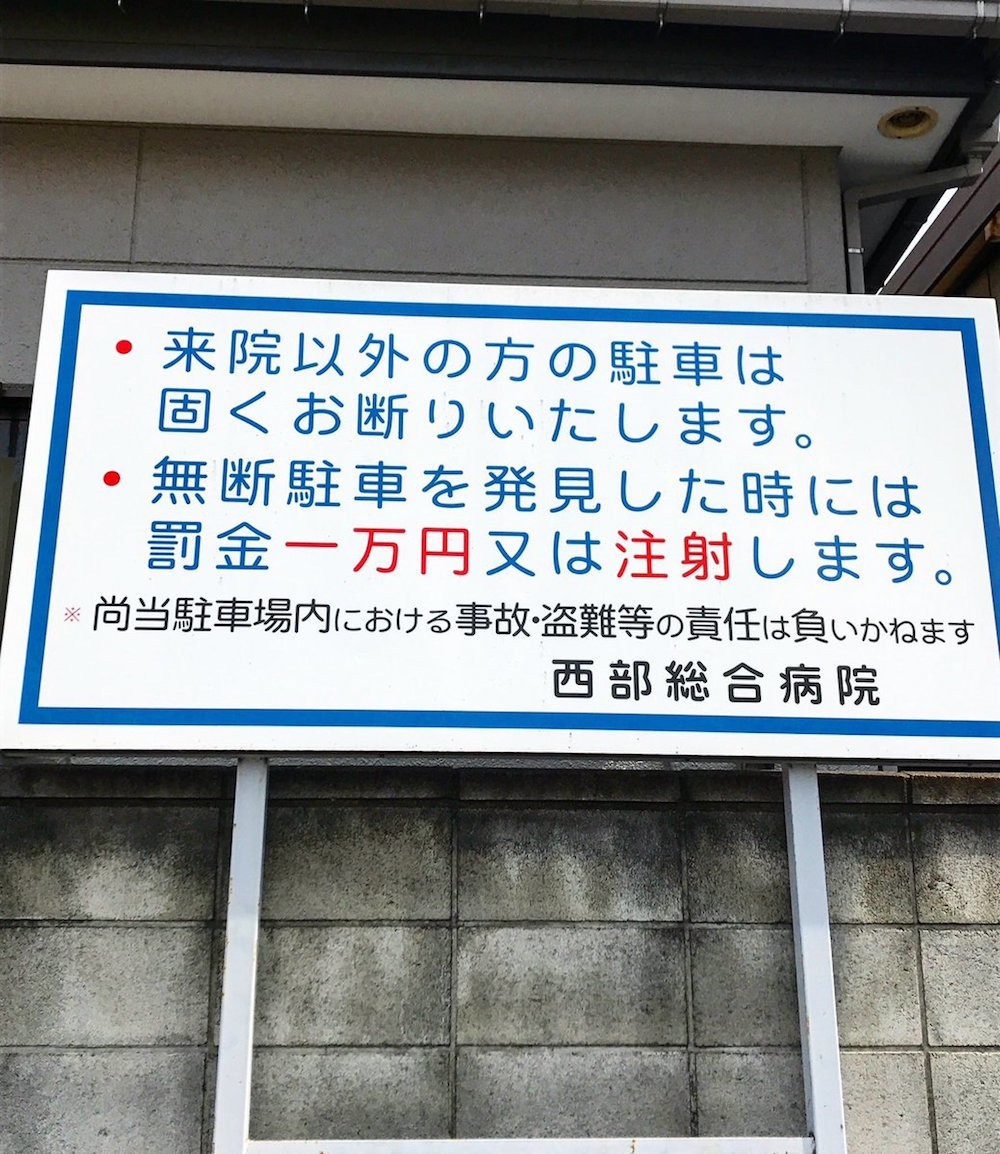 • 来院以外の方の駐車は
固くお断りいたします。
• 無断駐車を発見した時には
罰金一万円又は注射します。
※ 尚当駐車場内における事故・盗難等の責任は負いかねます
西部総合病院